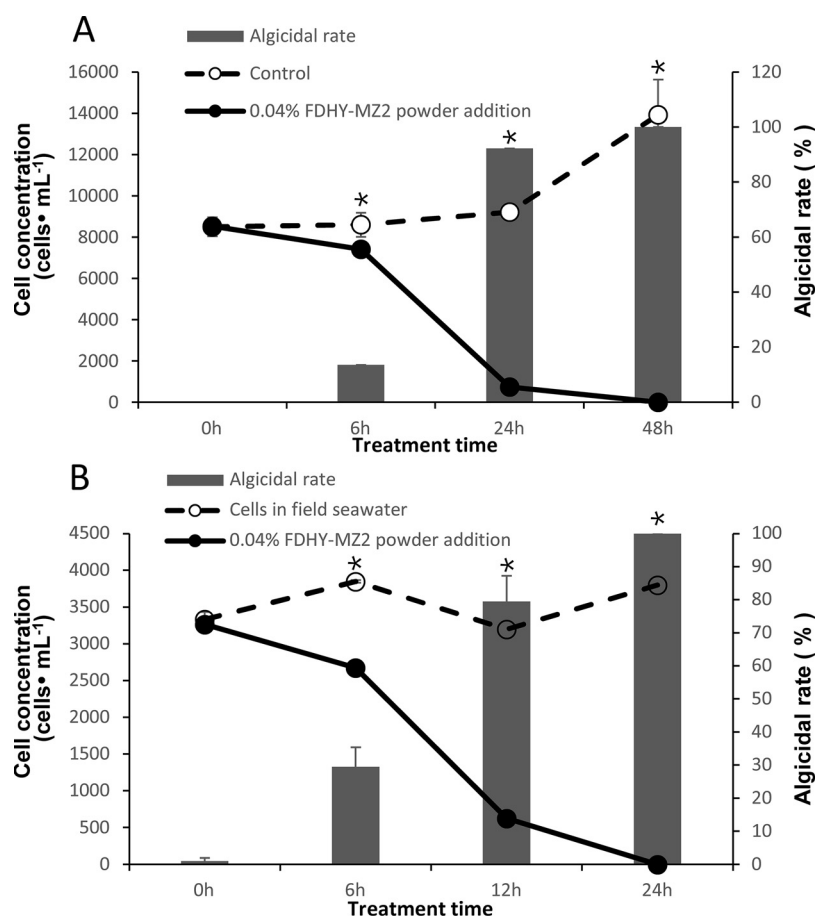 A
Algicidal rate
Control
0.04% FDHY-MZ2 powder addition
16000
14000
12000
10000
8000
6000
4000
2000
0
Cell concentration
(cells• mL⁻¹)
120
100
80
60
40
20
0
Algicidal rate ( %)
* * *
0h 6h 24h 48h
Treatment time
B
Algicidal rate
Cells in field seawater
0.04% FDHY-MZ2 powder addition
4500
4000
3500
3000
2500
2000
1500
1000
500
0
Cell concentration
(cells• mL⁻¹)
100
90
80
70
60
50
40
30
20
10
0
Algicidal rate ( %)
* * *
0h 6h 12h 24h
Treatment time